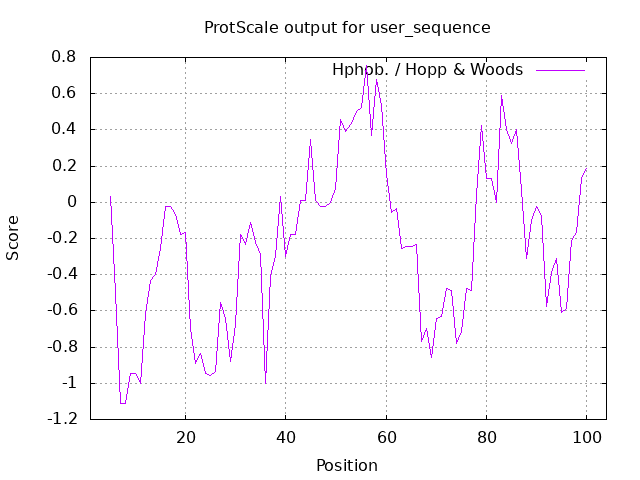 ProtScale output for user_sequence
Hphob. / Hopp & Woods
0.8
0.6
0.4
0.2
0
-0.2
-0.4
-0.6
-0.8
-1
-1.2
Score
20 40 60 80 100
Position